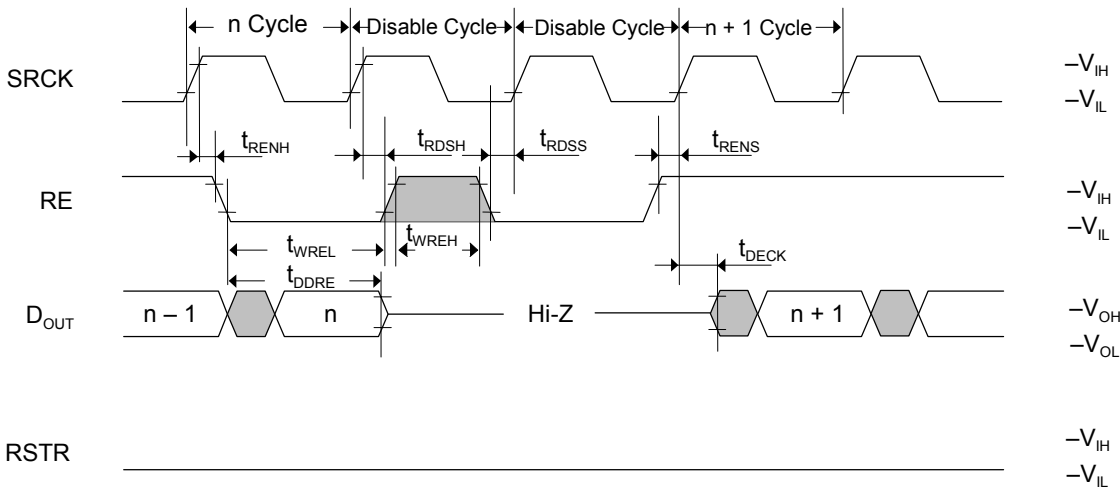 n Cycle Disable Cycle Disable Cycle n + 1 Cycle
SRCK
–VIH
–VIL
tRENH tRDSH tRDSS tRENS
RE
–VIH
–VIL
tWREL tWREH
tDECK
tDDRE
DOUT
n – 1 n Hi-Z n + 1
–VOH
–VOL
RSTR
–VIH
–VIL